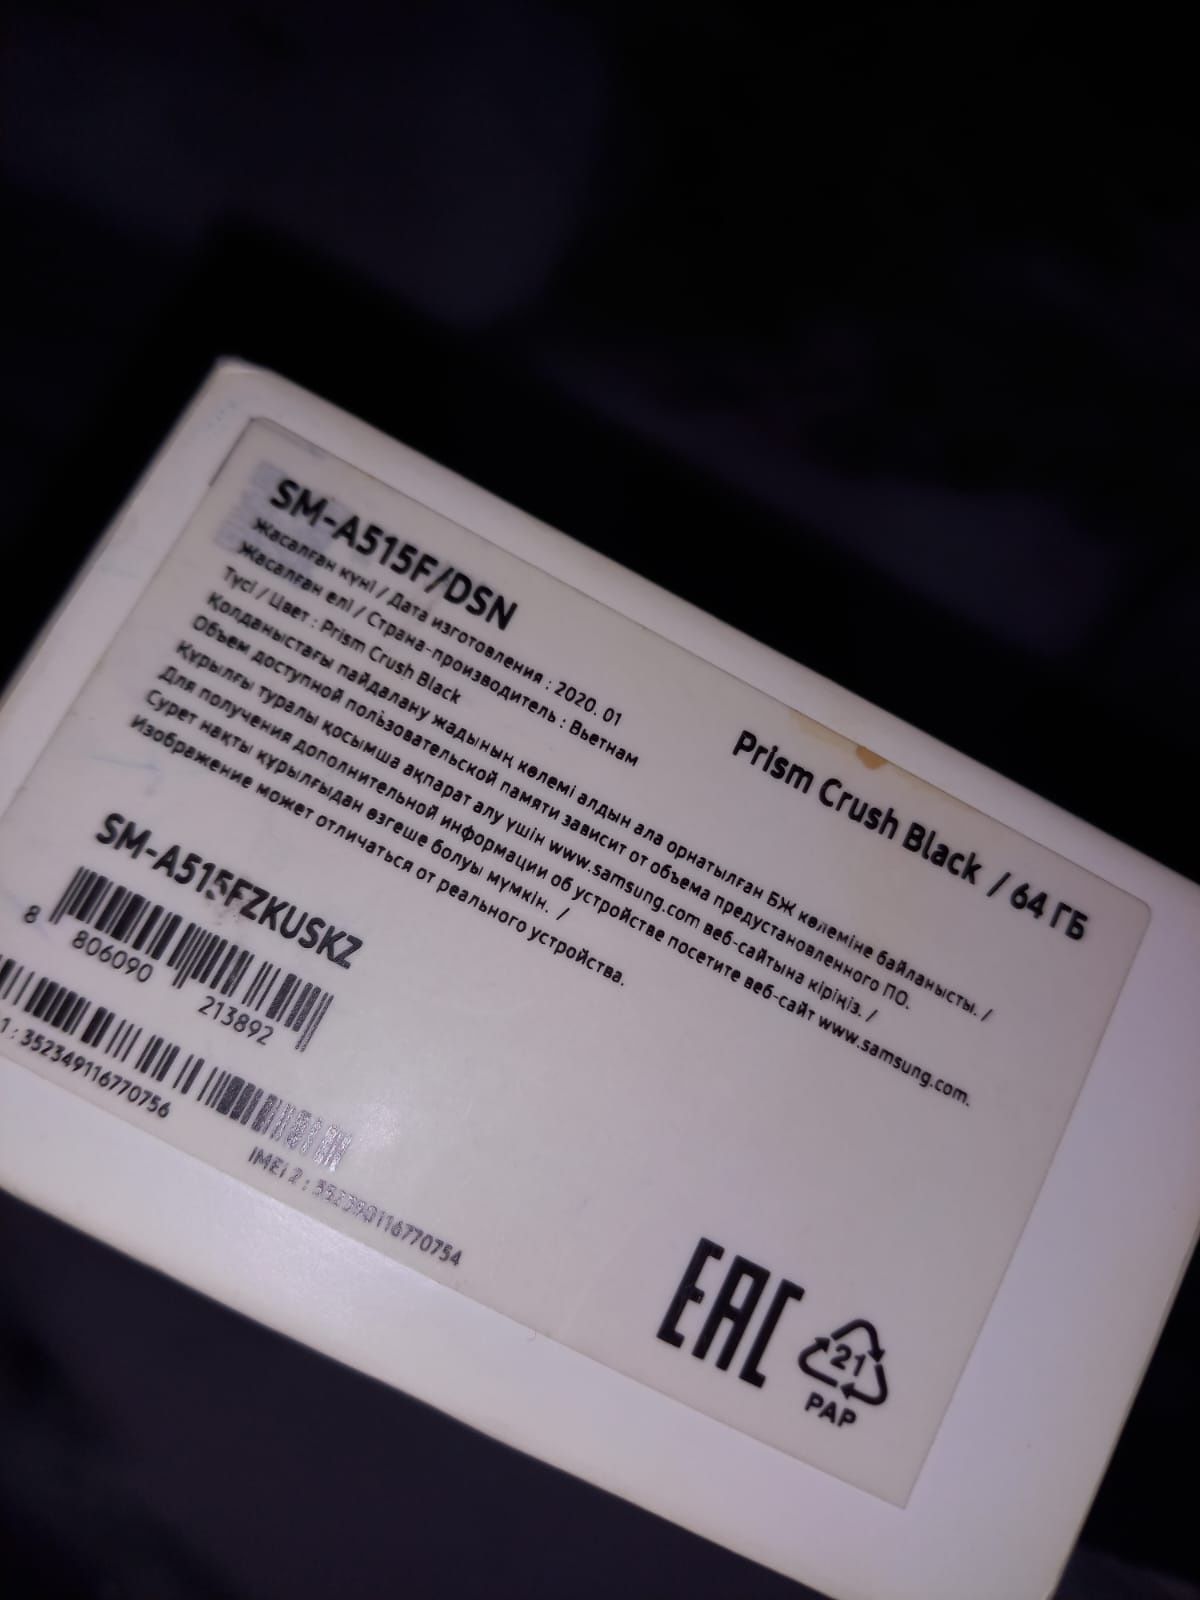 SM-A515F/DSN
Жасалған күні / Дата изготовления : 2020. 01
Жасалған елі / Страна-производитель : Вьетнам
Түсі / Цвет : Prism Crush Black
Қолданыстағы пайдалану жадының көлемі алдын ала орнатылған БЖ көлеміне байланысты. /
Объем доступной пользовательской памяти зависит от объема предустановленного ПО.
Құрылғы туралы қосымша ақпарат алу үшін www.samsung.com веб-сайтына кіріңіз. /
Для получения дополнительной информации об устройстве посетите веб-сайт www.samsung.com.
Сурет нақты құрылғыдан өзгеше болуы мүмкін. /
Изображение может отличаться от реального устройства.
Prism Crush Black / 64 ГБ
SM-A515FZKUSKZ
8 806090 213892
1 : 352349116770756
IMEI 2 : 352350116770754
EAC
21
PAP